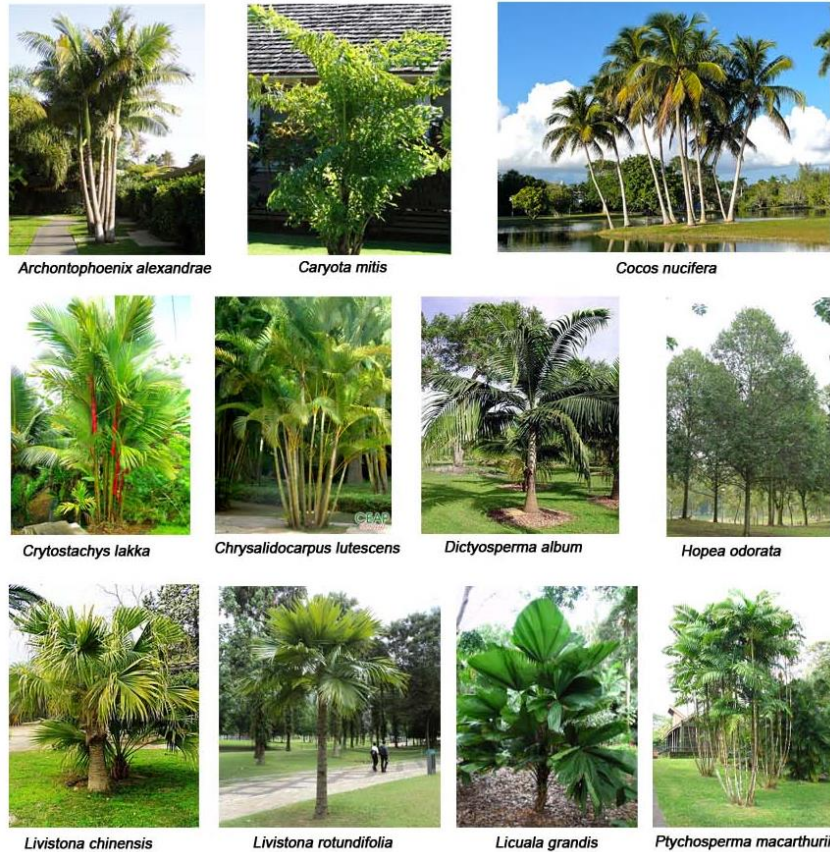 Archontophoenix alexandrae
Caryota mitis
Cocos nucifera
Crytostachys lakka
Chrysalidocarpus lutescens
Dictyosperma album
Hopea odorata
Livistona chinensis
Livistona rotundifolia
Licuala grandis
Ptychosperma macarthurii